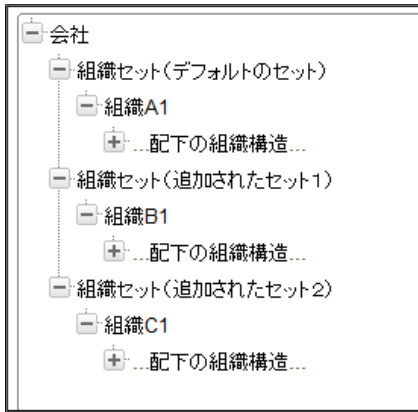 会社
組織セット(デフォルトのセット)
組織A1
...配下の組織構造...
組織セット(追加されたセット1)
組織B1
...配下の組織構造...
組織セット(追加されたセット2)
組織C1
...配下の組織構造...